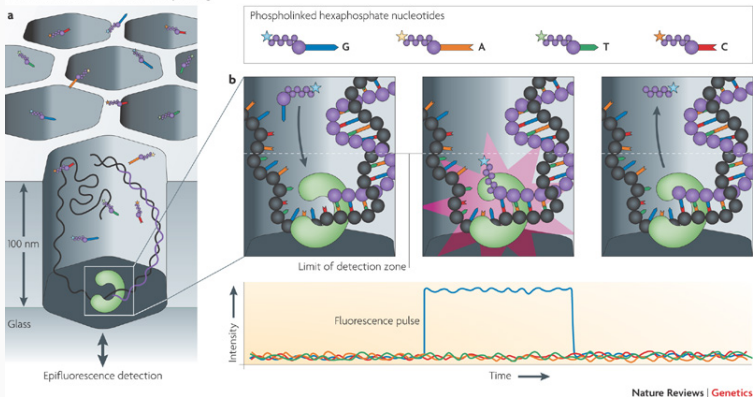 a
Phospholinked hexaphosphate nucleotides
G
A
T
C
b
100 nm
Glass
Limit of detection zone
Intensity
Fluorescence pulse
Epifluorescence detection
Time
Nature Reviews | Genetics